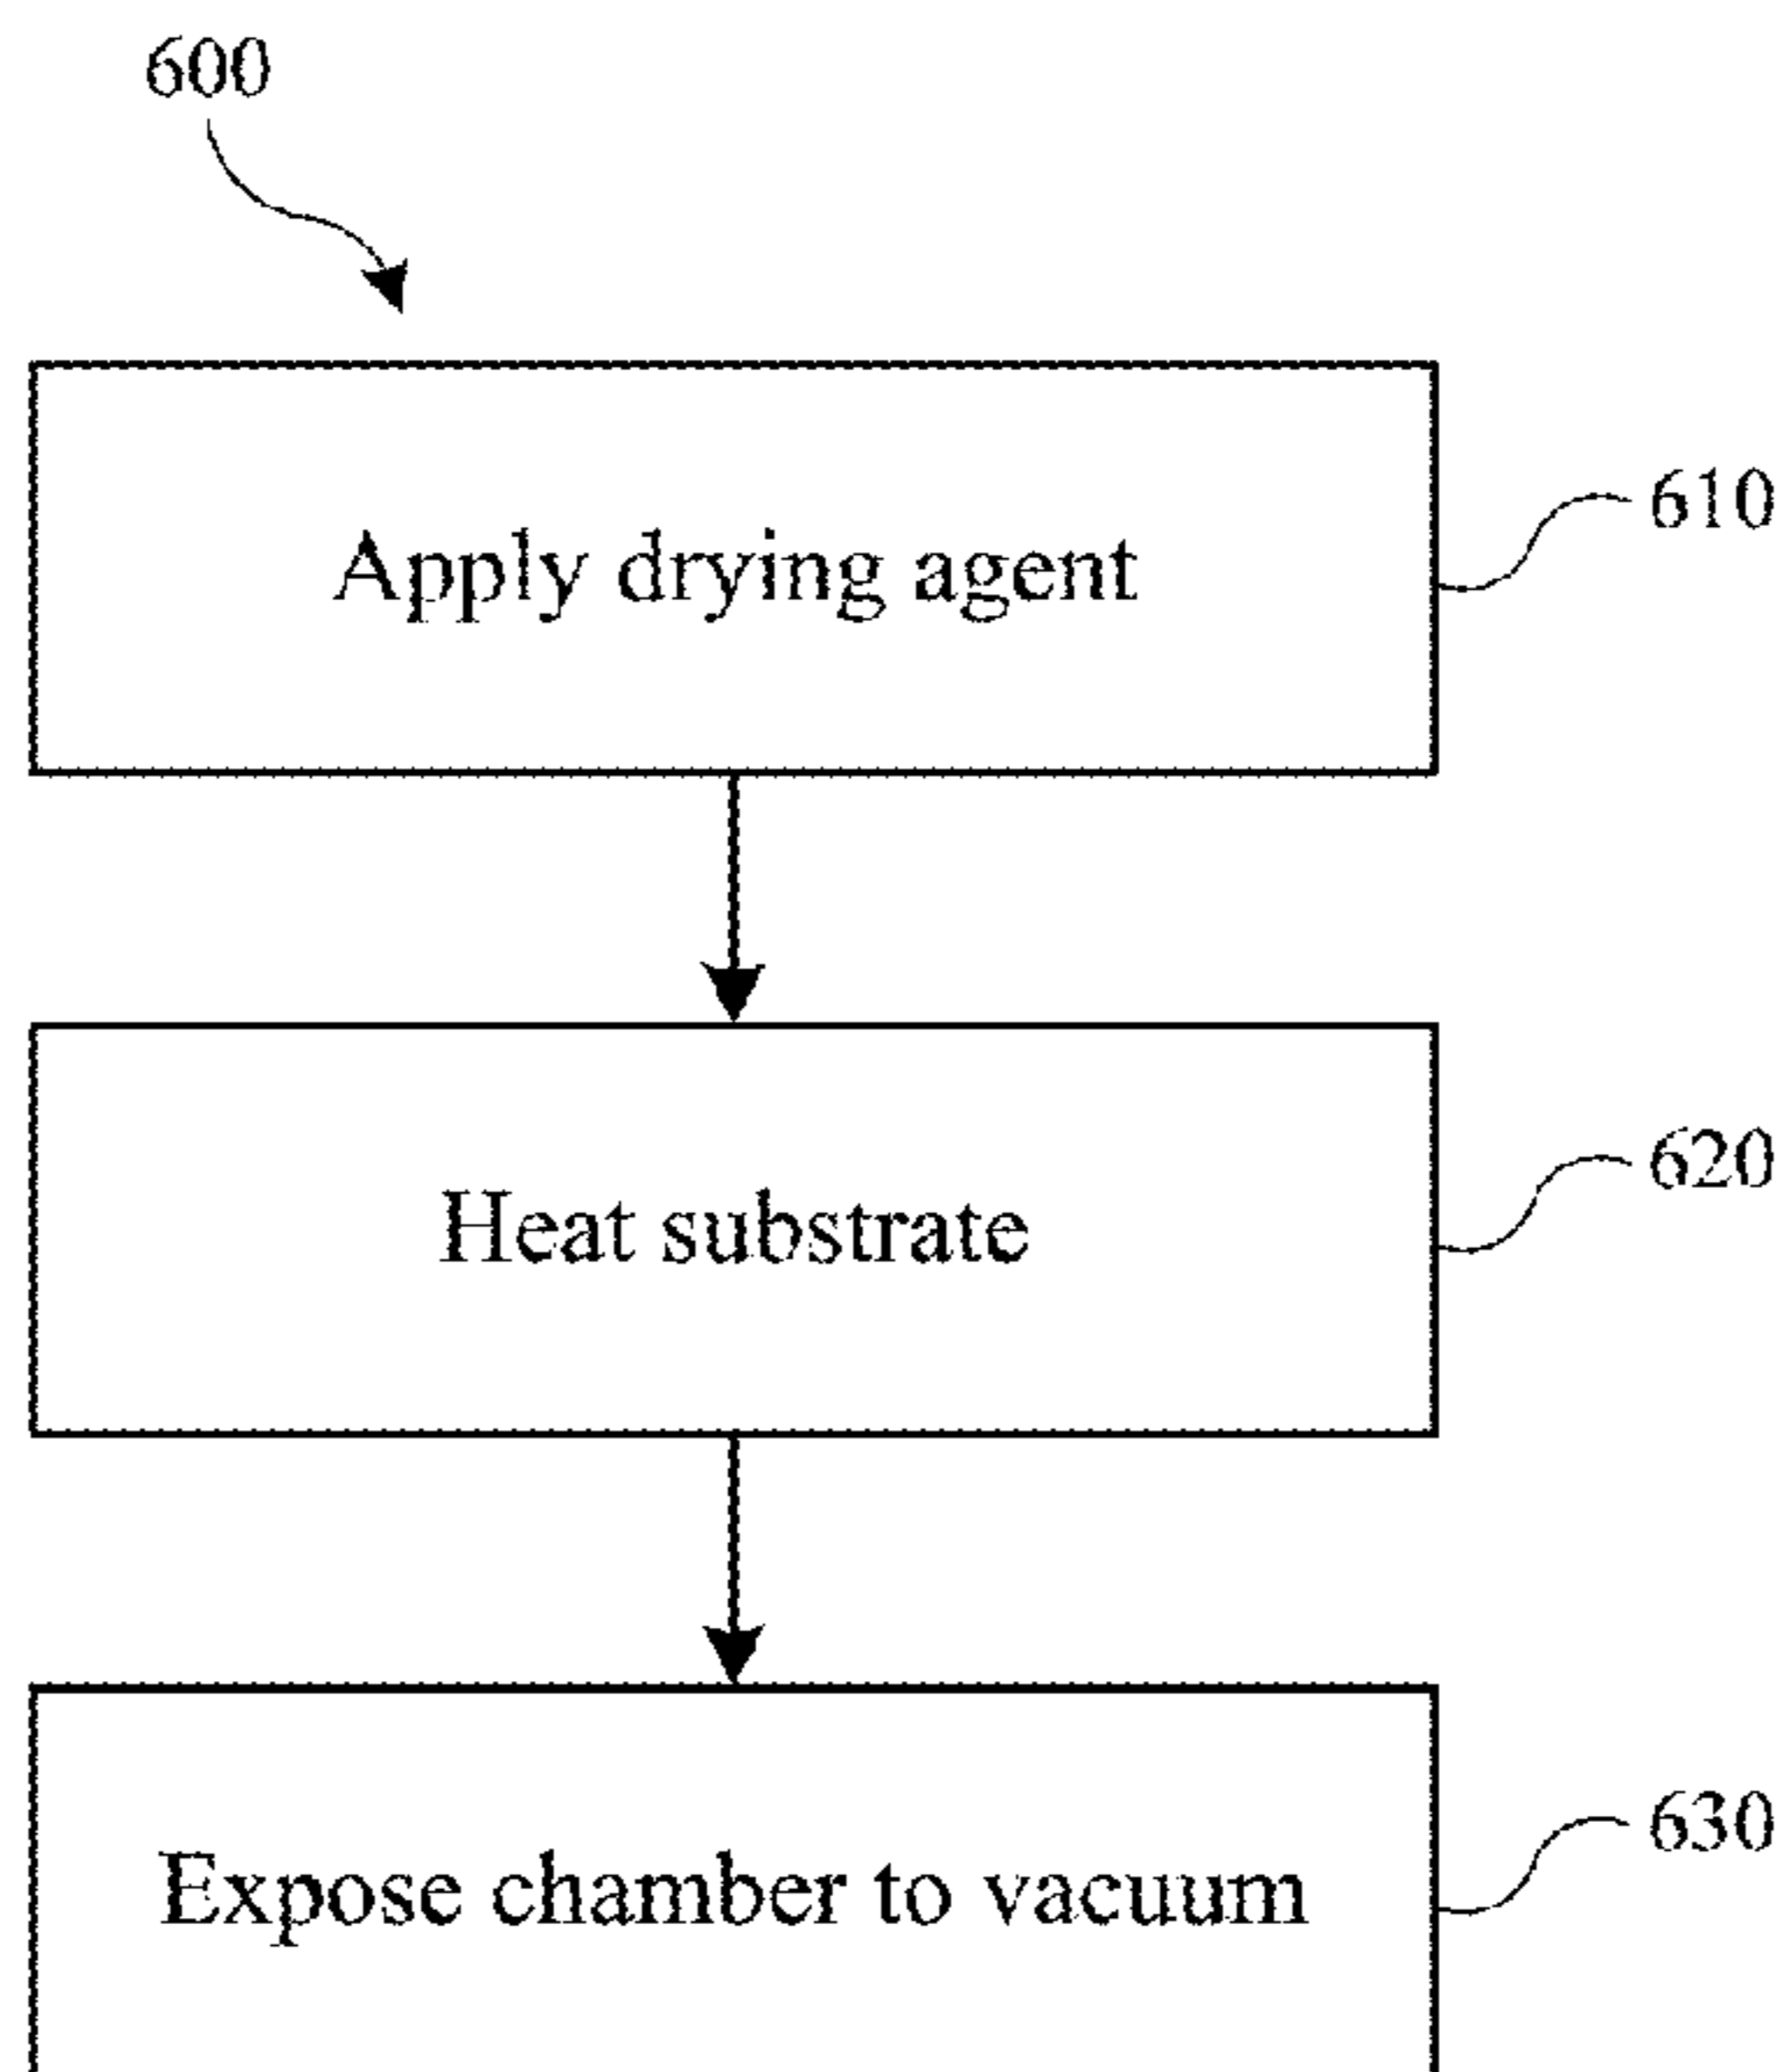 600
Apply drying agent
610
Heat substrate
620
Expose chamber to vacuum
630